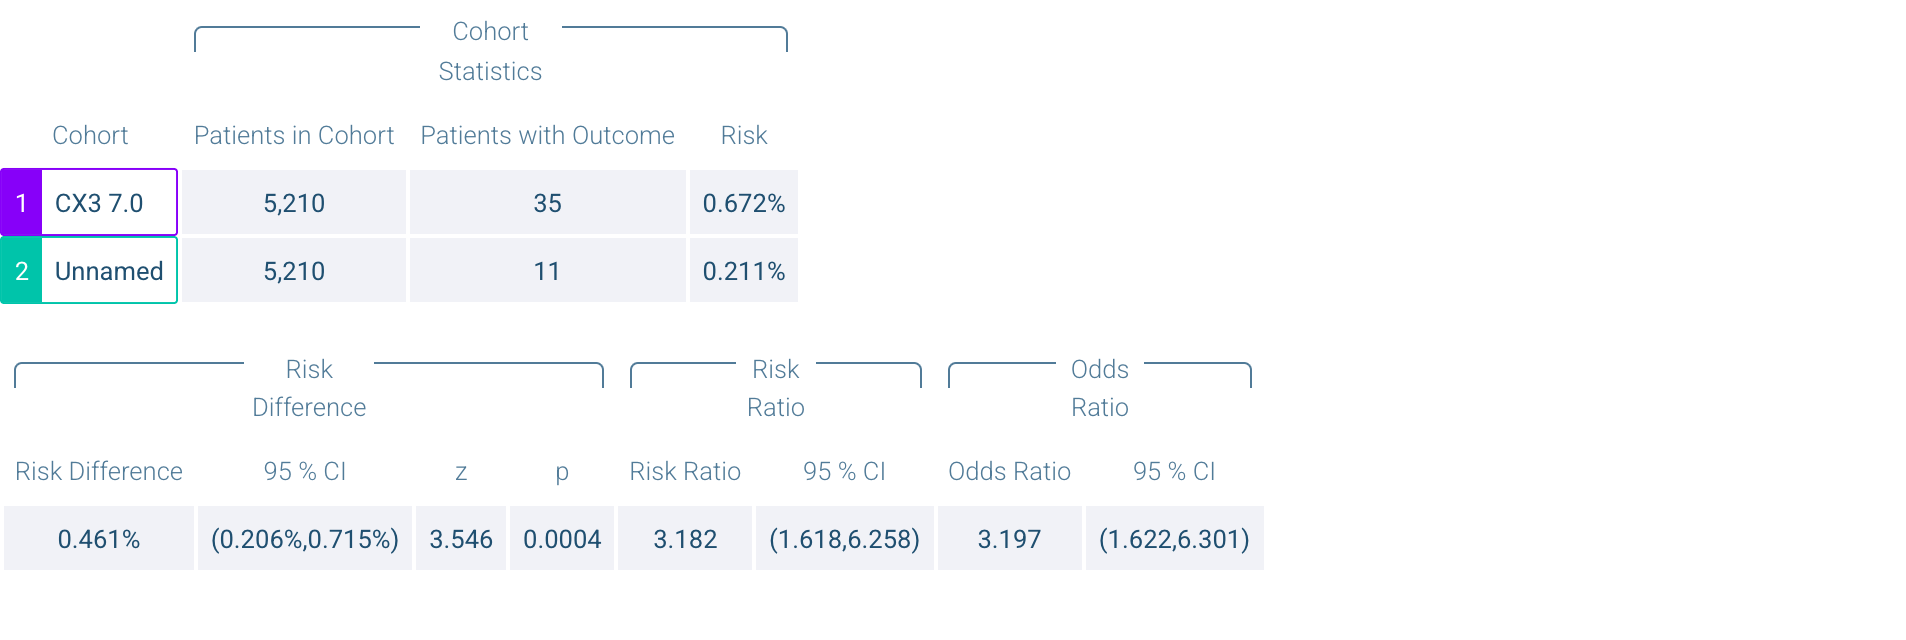 Cohort
Statistics
Cohort Patients in Cohort Patients with Outcome Risk
1 CX3 7.0 5,210 35 0.672%
2 Unnamed 5,210 11 0.211%
Risk Risk Odds
Difference Ratio Ratio
Risk Difference 95 % CI z p Risk Ratio 95 % CI Odds Ratio 95 % CI
0.461% (0.206%,0.715%) 3.546 0.0004 3.182 (1.618,6.258) 3.197 (1.622,6.301)